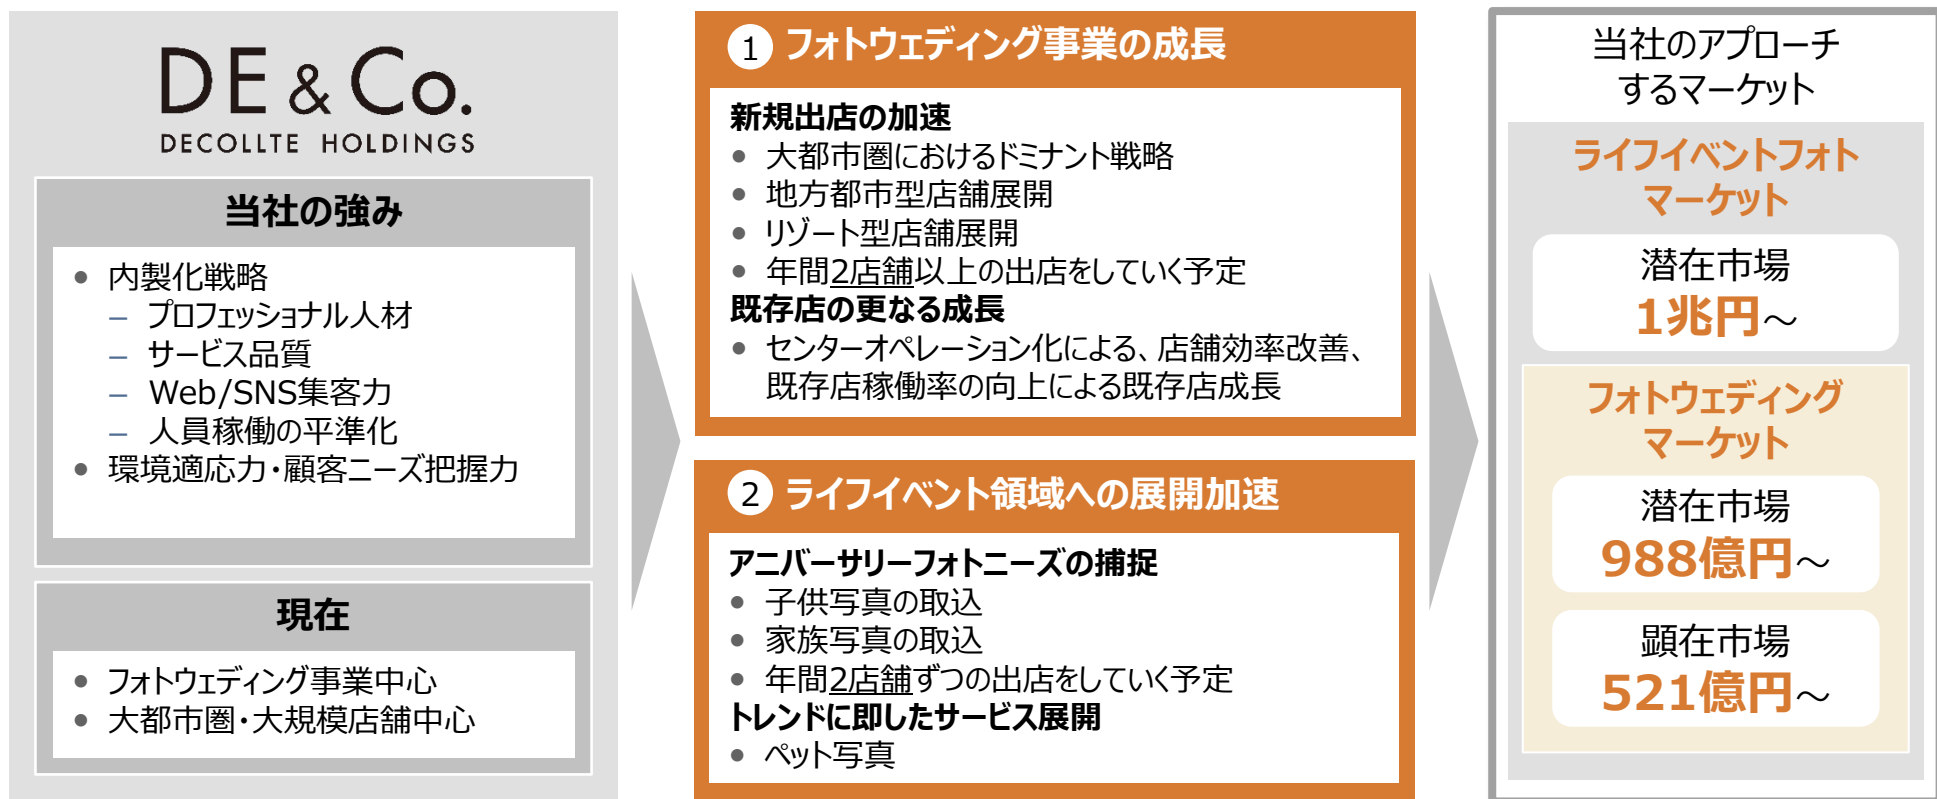 DE & Co.
DECOLLTE HOLDINGS
当社の強み
• 内製化戦略
– プロフェッショナル人材
– サービス品質
– Web/SNS集客力
– 人員稼働の平準化
• 環境適応力・顧客ニーズ把握力
現在
• フォトウェディング事業中心
• 大都市圏・大規模店舗中心
1 フォトウェディング事業の成長
新規出店の加速
• 大都市圏におけるドミナント戦略
• 地方都市型店舗展開
• リゾート型店舗展開
• 年間2店舗以上の出店をしていく予定
既存店の更なる成長
• センターオペレーション化による、店舗効率改善、
既存店稼働率の向上による既存店成長
2 ライフイベント領域への展開加速
アニバーサリーフォトニーズの捕捉
• 子供写真の取込
• 家族写真の取込
• 年間2店舗ずつの出店をしていく予定
トレンドに即したサービス展開
• ペット写真
当社のアプローチ
するマーケット
ライフイベントフォト
マーケット
潜在市場
1兆円～
フォトウェディング
マーケット
潜在市場
988億円～
顕在市場
521億円～